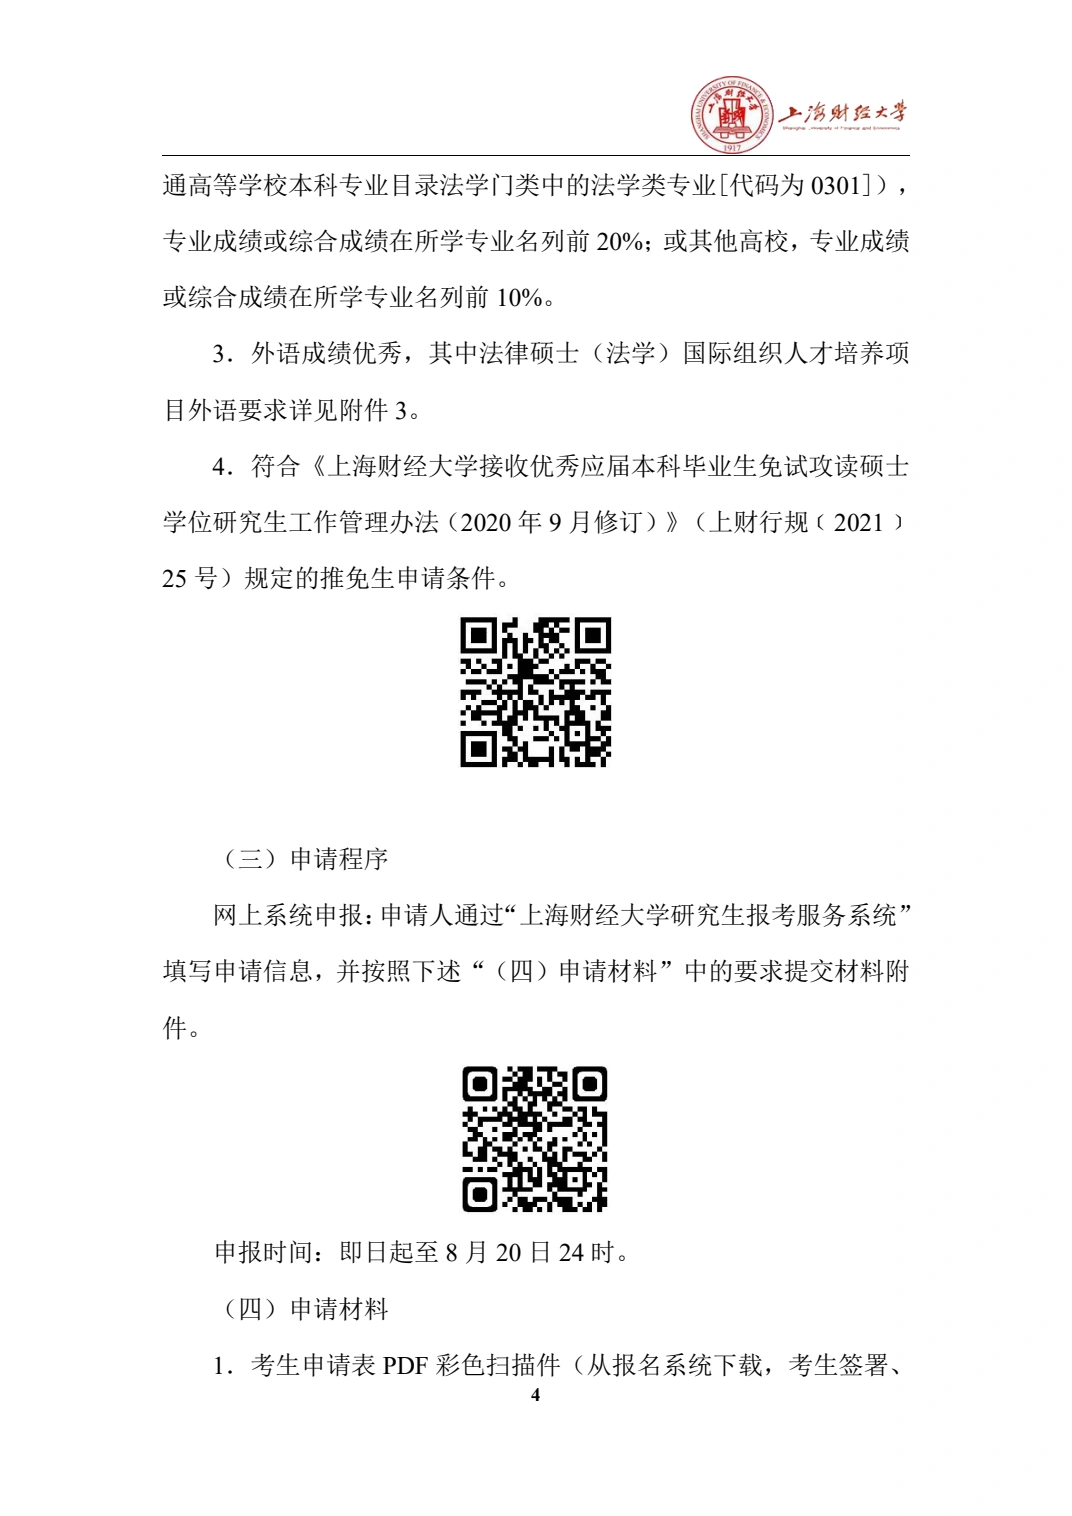 上海财经大学
SHANGHAI UNIVERSITY OF FINANCE & ECONOMICS
1917
通高等学校本科专业目录法学门类中的法学类专业[代码为 0301]），
专业成绩或综合成绩在所学专业名列前 20%；或其他高校，专业成绩
或综合成绩在所学专业名列前 10%。
3．外语成绩优秀，其中法律硕士（法学）国际组织人才培养项
目外语要求详见附件 3。
4．符合《上海财经大学接收优秀应届本科毕业生免试攻读硕士
学位研究生工作管理办法（2020 年 9 月修订）》（上财行规﹝2021﹞
25 号）规定的推免生申请条件。
（三）申请程序
网上系统申报：申请人通过“上海财经大学研究生报考服务系统”
填写申请信息，并按照下述“（四）申请材料”中的要求提交材料附
件。
申报时间：即日起至 8 月 20 日 24 时。
（四）申请材料
1．考生申请表 PDF 彩色扫描件（从报名系统下载，考生签署、
4